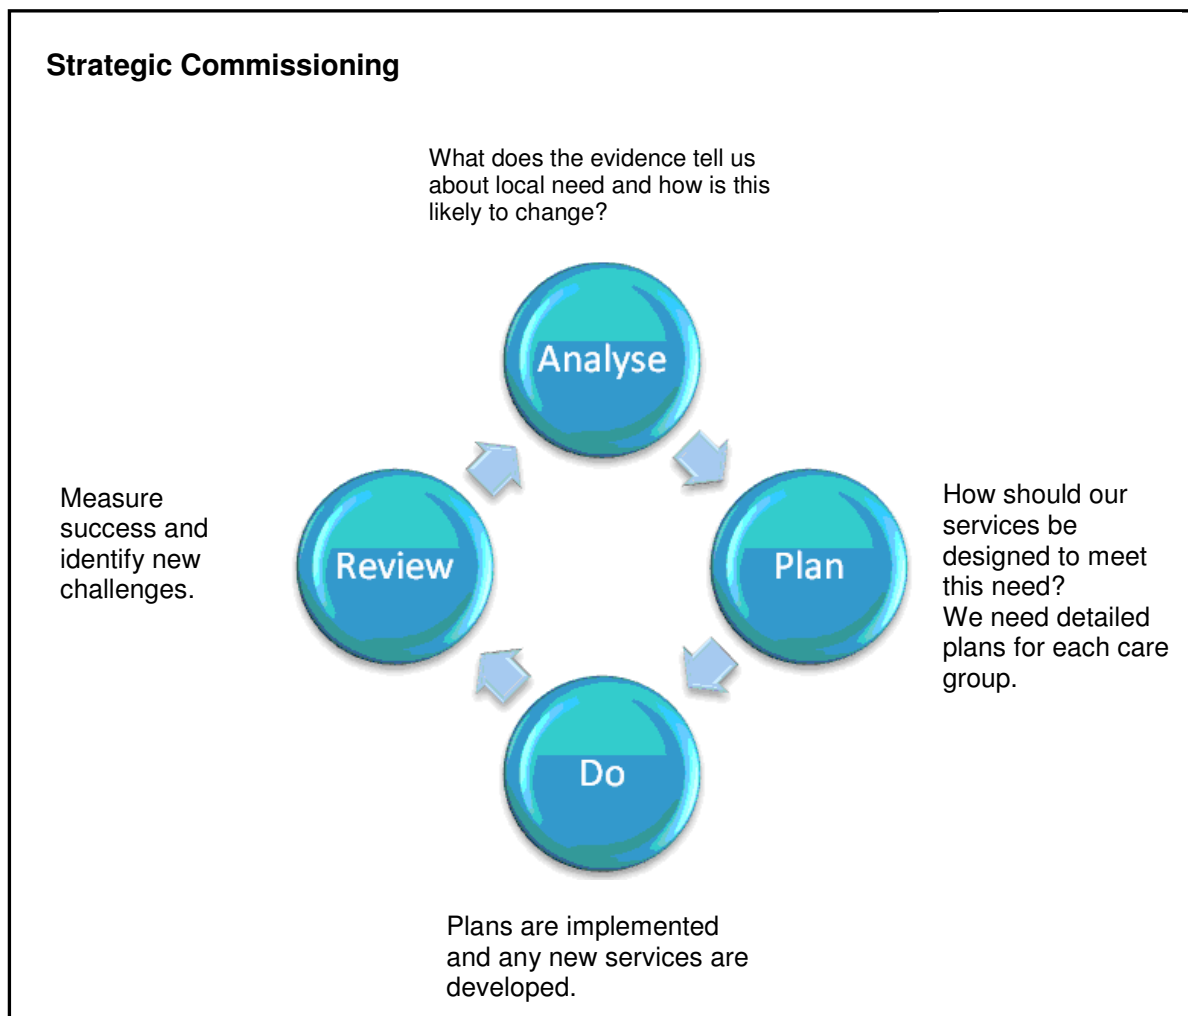 Strategic Commissioning
What does the evidence tell us
about local need and how is this
likely to change?
Analyse
Plan
How should our
services be
designed to meet
this need?
We need detailed
plans for each care
group.
Do
Plans are implemented
and any new services are
developed.
Review
Measure
success and
identify new
challenges.